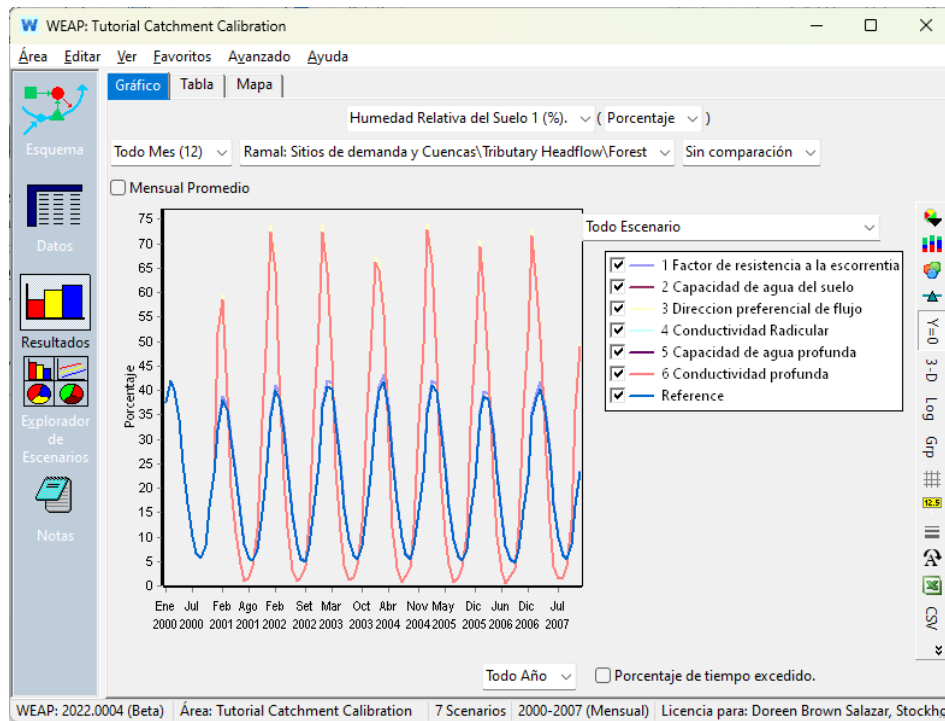 WEAP: Tutorial Catchment Calibration
Área Editar Ver Favoritos Avanzado Ayuda
Gráfico Tabla Mapa
Humedad Relativa del Suelo 1 (%). ( Porcentaje )
Todo Mes (12) Ramal: Sitios de demanda y Cuencas\Tributary Headflow\Forest Sin comparación
Mensual Promedio
Todo Escenario
1 Factor de resistencia a la escorrentia
2 Capacidad de agua del suelo
3 Direccion preferencial de flujo
4 Conductividad Radicular
5 Capacidad de agua profunda
6 Conductividad profunda
Reference
Esquema
Datos
Resultados
Explorador
de
Escenarios
Notas
Porcentaje
75
70
65
60
55
50
45
40
35
30
25
20
15
10
5
0
Ene Jul Feb Ago Feb Set Mar Oct Abr Nov May Dic Jun Dic Jul
2000 2000 2001 2001 2002 2002 2003 2003 2004 2004 2005 2005 2006 2006 2007
Y=0
3-D
Log
Grp
12.5
CSV
Todo Año Porcentaje de tiempo excedido.
WEAP: 2022.0004 (Beta) Área: Tutorial Catchment Calibration 7 Scenarios 2000-2007 (Mensual) Licencia para: Doreen Brown Salazar, Stockho